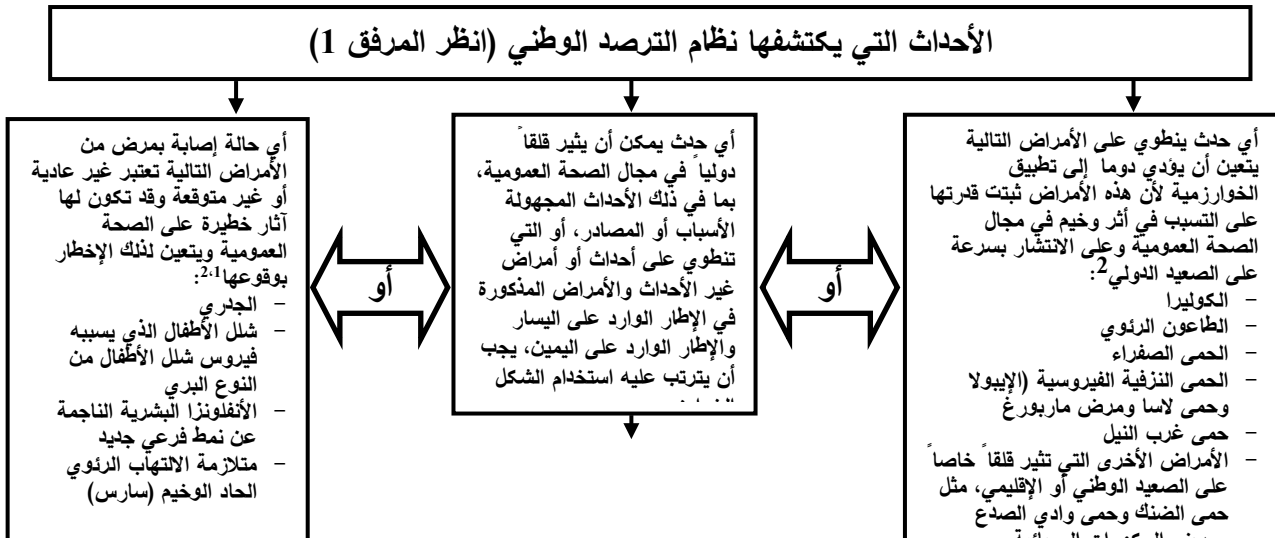 الأحداث التي يكتشفها نظام الترصد الوطني (انظر المرفق 1)
أي حدث ينطوي على الأمراض التالية
يتعين أن يؤدي دوماً إلى تطبيق
الخوارزمية لأن هذه الأمراض ثبتت قدرتها
على التسبب في أثر وخيم في مجال
الصحة العمومية وعلى الانتشار بسرعة
على الصعيد الدولي2:
- الكوليرا
- الطاعون الرئوي
- الحمى الصفراء
- الحمى النزفية الفيروسية (الإيبولا
وحمى لاسا ومرض ماربورغ
- حمى غرب النيل
- الأمراض الأخرى التي تثير قلقاً خاصاً
على الصعيد الوطني أو الإقليمي، مثل
حمى الضنك وحمى وادي الصدع
أو
أي حدث يمكن أن يثير قلقاً
دولياً في مجال الصحة العمومية،
بما في ذلك الأحداث المجهولة
الأسباب أو المصادر، أو التي
تنطوي على أحداث أو أمراض
غير الأحداث والأمراض المذكورة
في الإطار الوارد على اليسار
والإطار الوارد على اليمين، يجب
أن يترتب عليه استخدام الشكل
أو
أي حالة إصابة بمرض من
الأمراض التالية تعتبر غير عادية
أو غير متوقعة وقد تكون لها
آثار خطيرة على الصحة
العمومية ويتعين لذلك الإخطار
بوقوعها2،1:
- الجدري
- شلل الأطفال الذي يسببه
فيروس شلل الأطفال من
النوع البري
- الأنفلونزا البشرية الناجمة
عن نمط فرعي جديد
- متلازمة الالتهاب الرئوي
الحاد الوخيم (سارس)